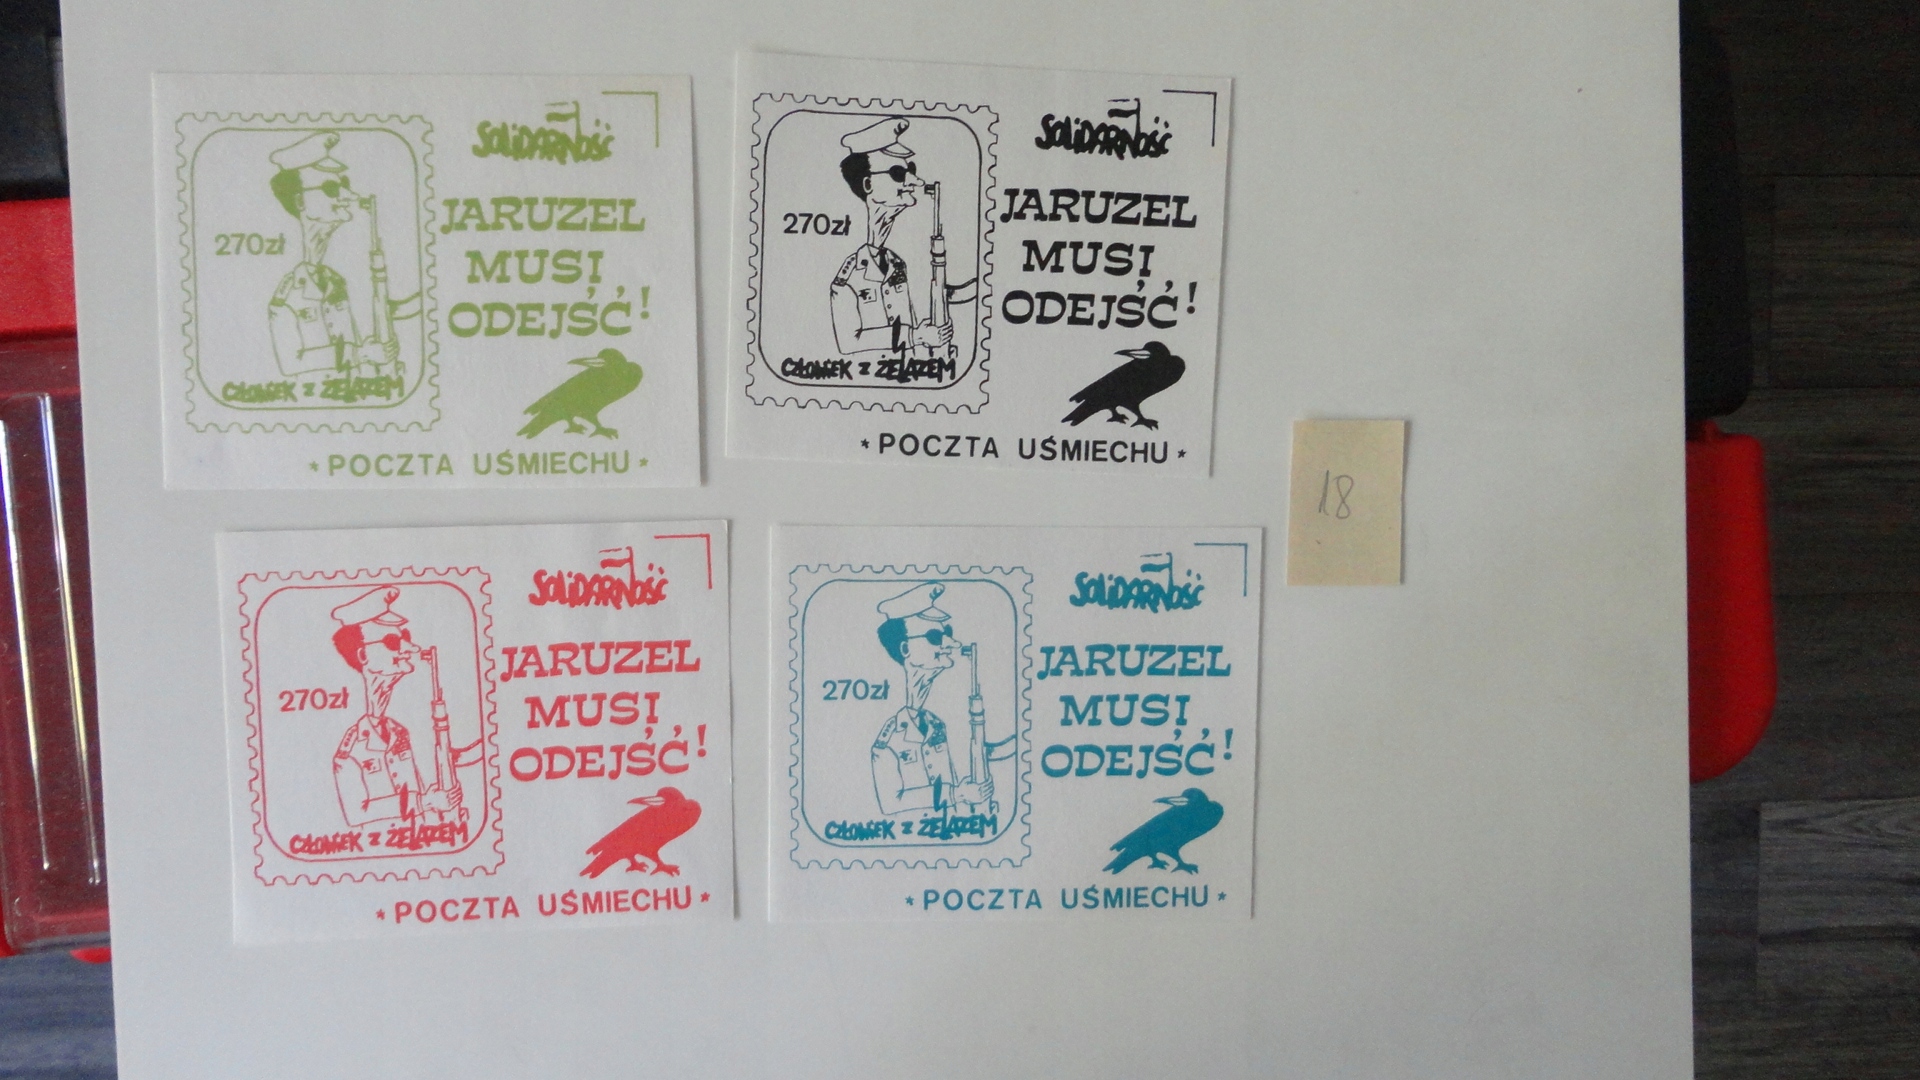 SOLIDARNOŚĆ
JARUZEL
MUSI
ODEJŚĆ!
270zł
CZŁOWIEK Z ŻELAZEM
*POCZTA UŚMIECHU*
SOLIDARNOŚĆ
JARUZEL
MUSI
ODEJŚĆ!
270zł
CZŁOWIEK Z ŻELAZEM
*POCZTA UŚMIECHU*
18
SOLIDARNOŚĆ
JARUZEL
MUSI
ODEJŚĆ!
270zł
CZŁOWIEK Z ŻELAZEM
*POCZTA UŚMIECHU*
SOLIDARNOŚĆ
JARUZEL
MUSI
ODEJŚĆ!
270zł
CZŁOWIEK Z ŻELAZEM
*POCZTA UŚMIECHU*